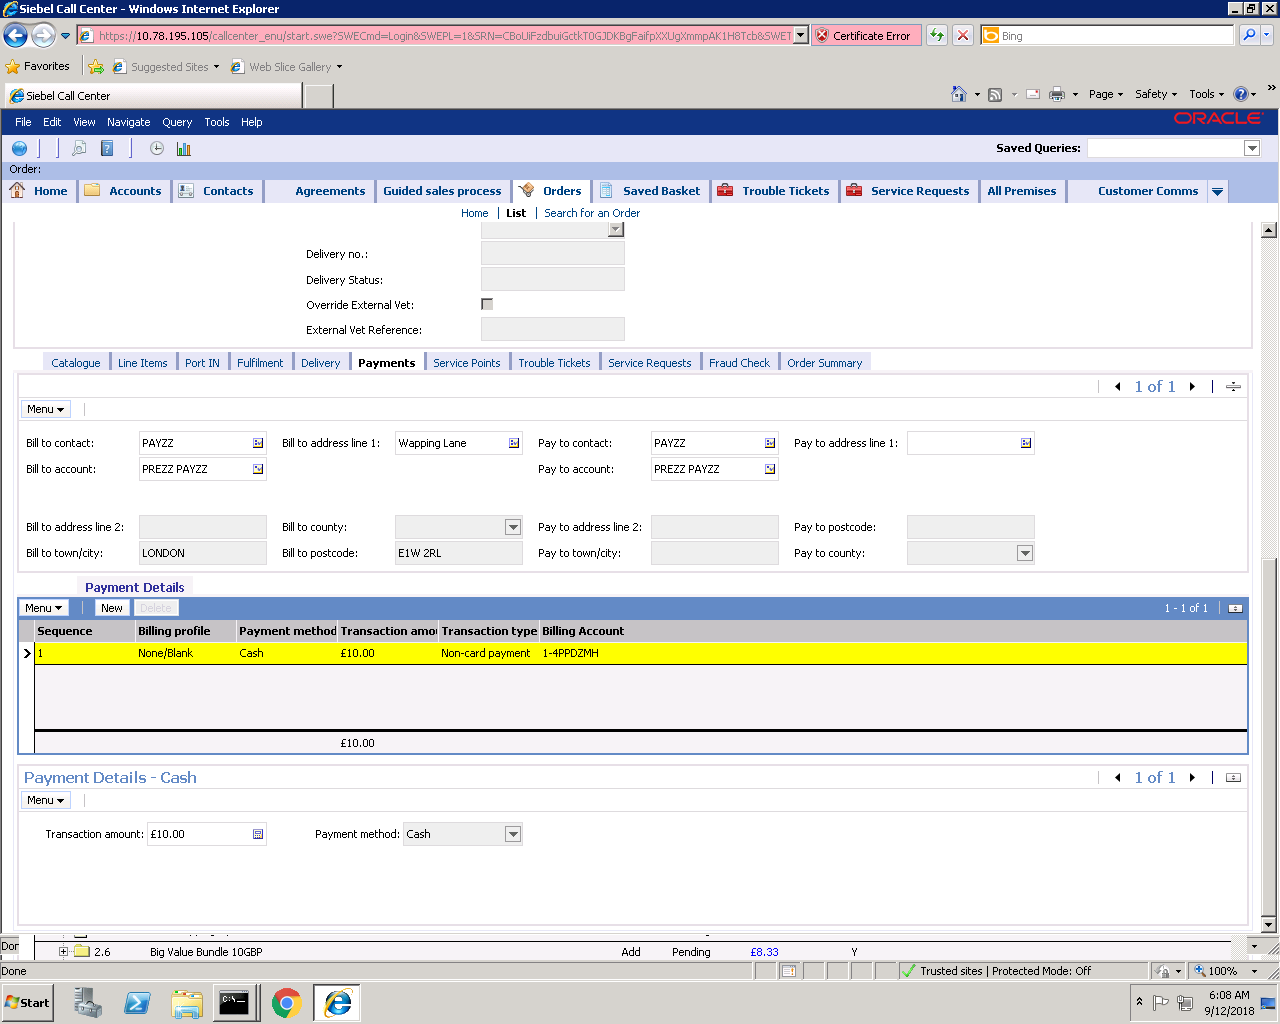 Siebel Call Center - Windows Internet Explorer
https://10.78.195.105/callcenter_enu/start.swe?SWECmd=Login&SWEPL=1&SRN=CBoUiFzdbuiGctkT0GJDKBgFaifpXXUgXmmpAK1H8Tcb&SWET Certificate Error Bing
Favorites Suggested Sites Web Slice Gallery
Siebel Call Center Page Safety Tools
File Edit View Navigate Query Tools Help ORACLE
Saved Queries:
Order:
Home Accounts Contacts Agreements Guided sales process Orders Saved Basket Trouble Tickets Service Requests All Premises Customer Comms
Home List Search for an Order
Delivery no.:
Delivery Status:
Override External Vet:
External Vet Reference:
Catalogue Line Items Port IN Fulfilment Delivery Payments Service Points Trouble Tickets Service Requests Fraud Check Order Summary
1 of 1
Menu
Bill to contact: PAYZZ Bill to address line 1: Wapping Lane Pay to contact: PAYZZ Pay to address line 1:
Bill to account: PREZZ PAYZZ Pay to account: PREZZ PAYZZ
Bill to address line 2: Bill to county: Pay to address line 2: Pay to postcode:
Bill to town/city: LONDON Bill to postcode: E1W 2RL Pay to town/city: Pay to county:
Payment Details
Menu New Delete 1 - 1 of 1
Sequence Billing profile Payment method Transaction amou Transaction type Billing Account
1 None/Blank Cash £10.00 Non-card payment 1-4PPDZMH
£10.00
Payment Details - Cash 1 of 1
Menu
Transaction amount: £10.00 Payment method: Cash
Don
2.6 Big Value Bundle 10GBP Add Pending £8.33 Y
Done Trusted sites | Protected Mode: Off 100%
Start C:\. 6:08 AM
9/12/2018